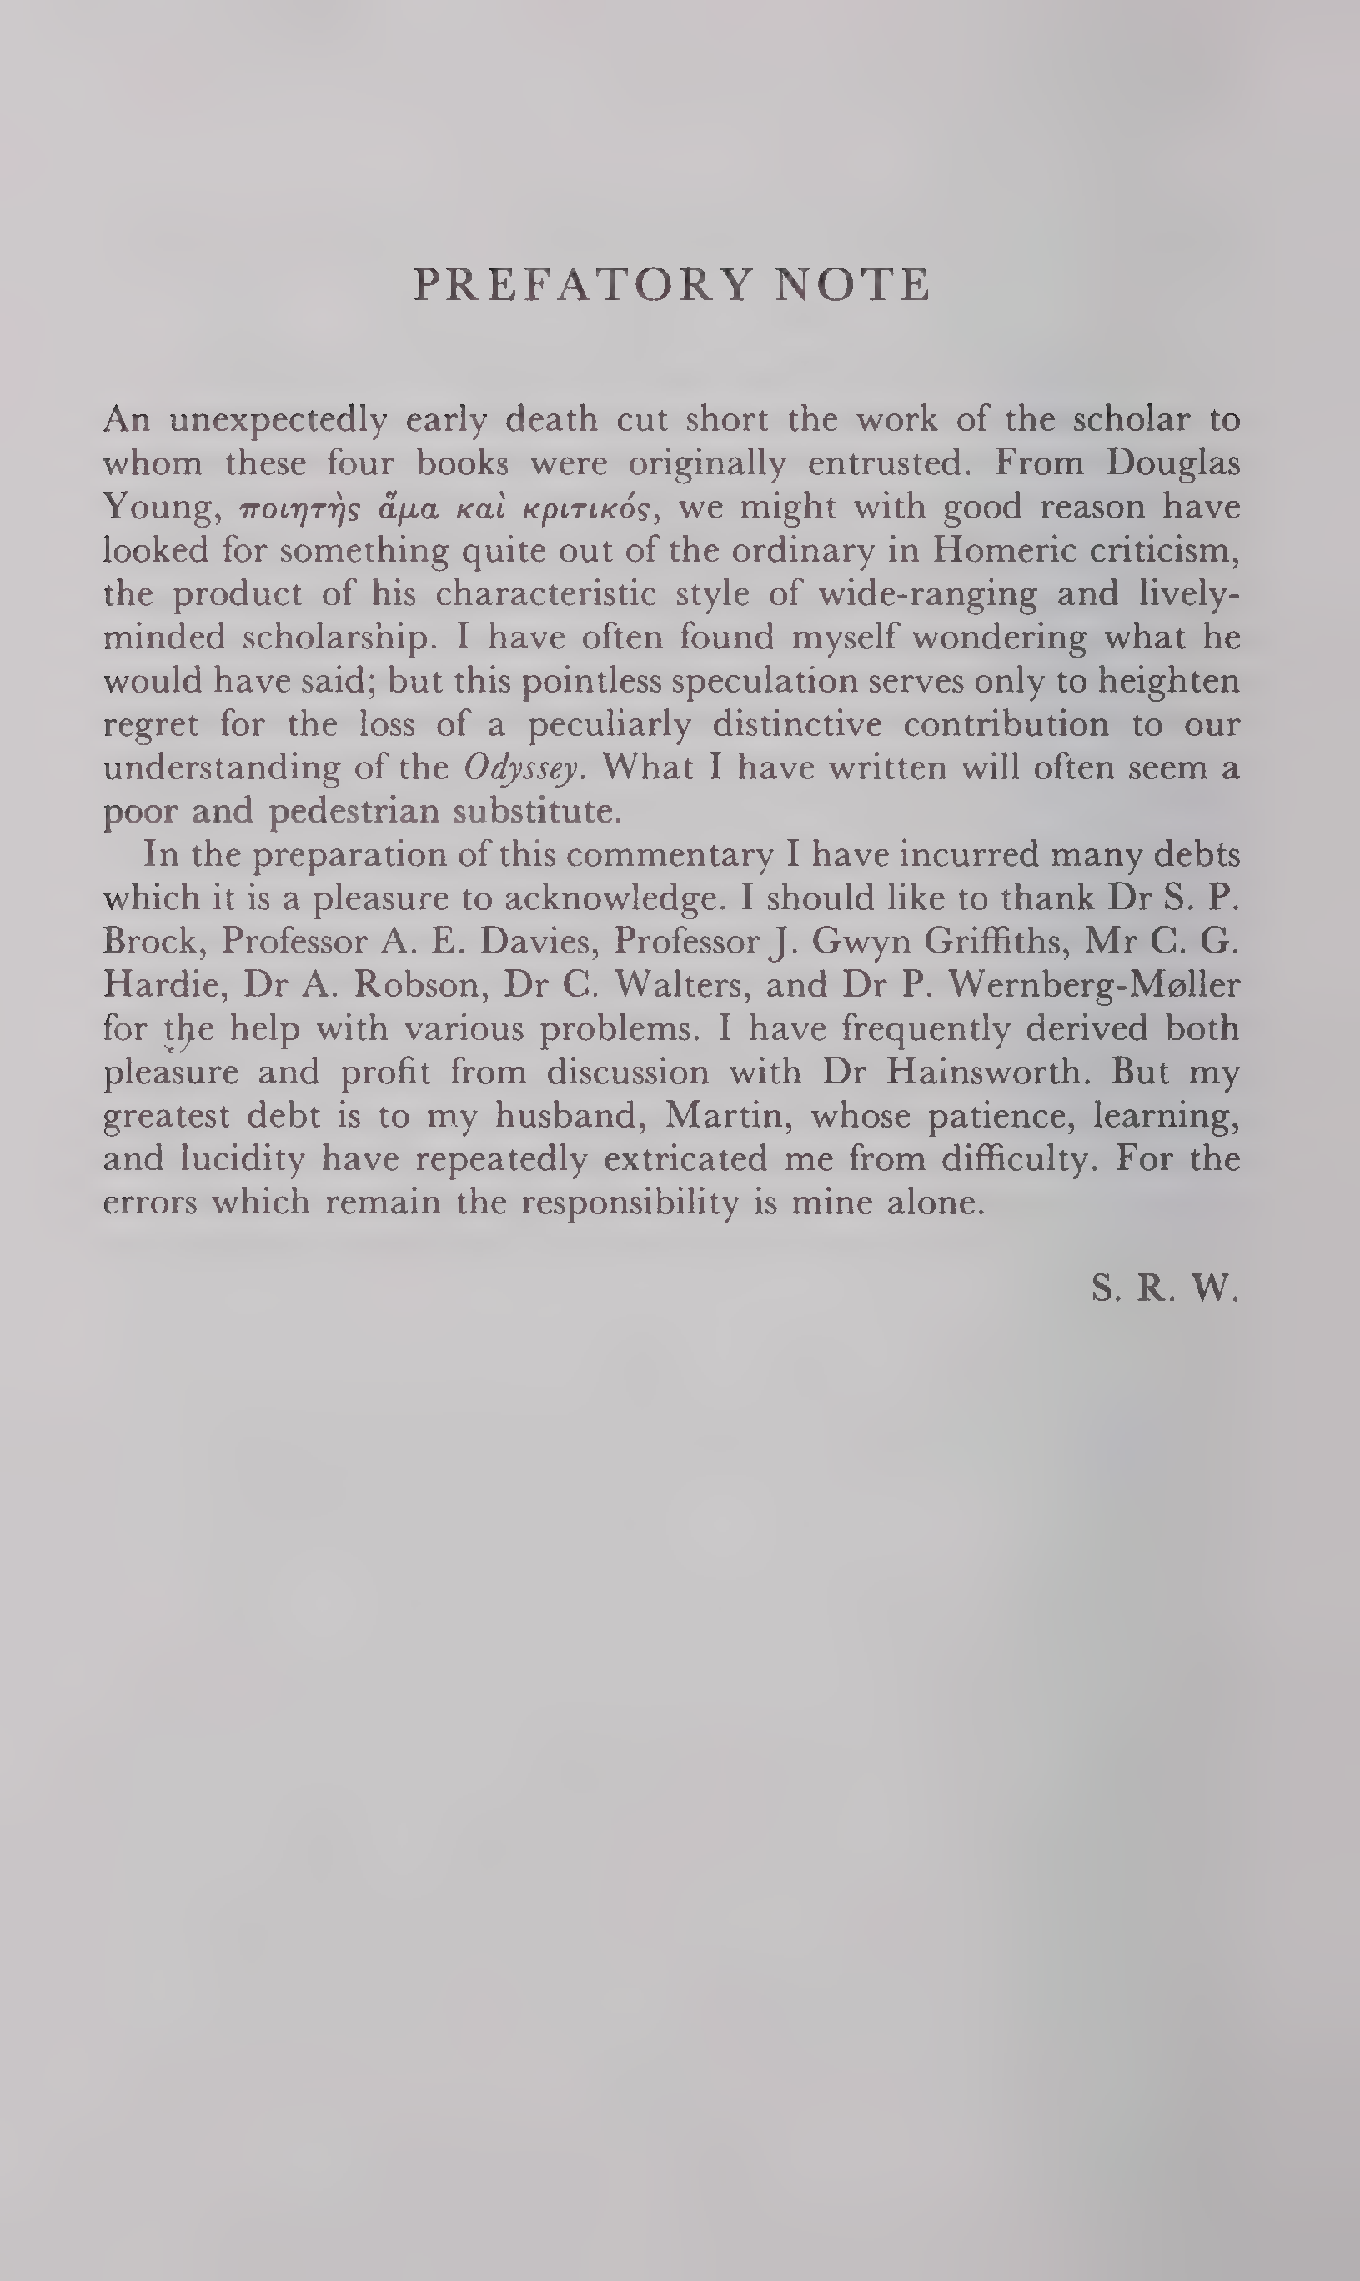 PREFATORY NOTE
An unexpectedly early death cut short the work of the scholar to
whom these four books were originally entrusted. From Douglas
Young, ποιητὴς ἅμα καὶ κριτικός, we might with good reason have
looked for something quite out of the ordinary in Homeric criticism,
the product of his characteristic style of wide-ranging and lively-
minded scholarship. I have often found myself wondering what he
would have said; but this pointless speculation serves only to heighten
regret for the loss of a peculiarly distinctive contribution to our
understanding of the Odyssey. What I have written will often seem a
poor and pedestrian substitute.
In the preparation of this commentary I have incurred many debts
which it is a pleasure to acknowledge. I should like to thank Dr S. P.
Brock, Professor A. E. Davies, Professor J. Gwyn Griffiths, Mr C. G.
Hardie, Dr A. Robson, Dr C. Walters, and Dr P. Wernberg-Møller
for the help with various problems. I have frequently derived both
pleasure and profit from discussion with Dr Hainsworth. But my
greatest debt is to my husband, Martin, whose patience, learning,
and lucidity have repeatedly extricated me from difficulty. For the
errors which remain the responsibility is mine alone.
S. R. W.